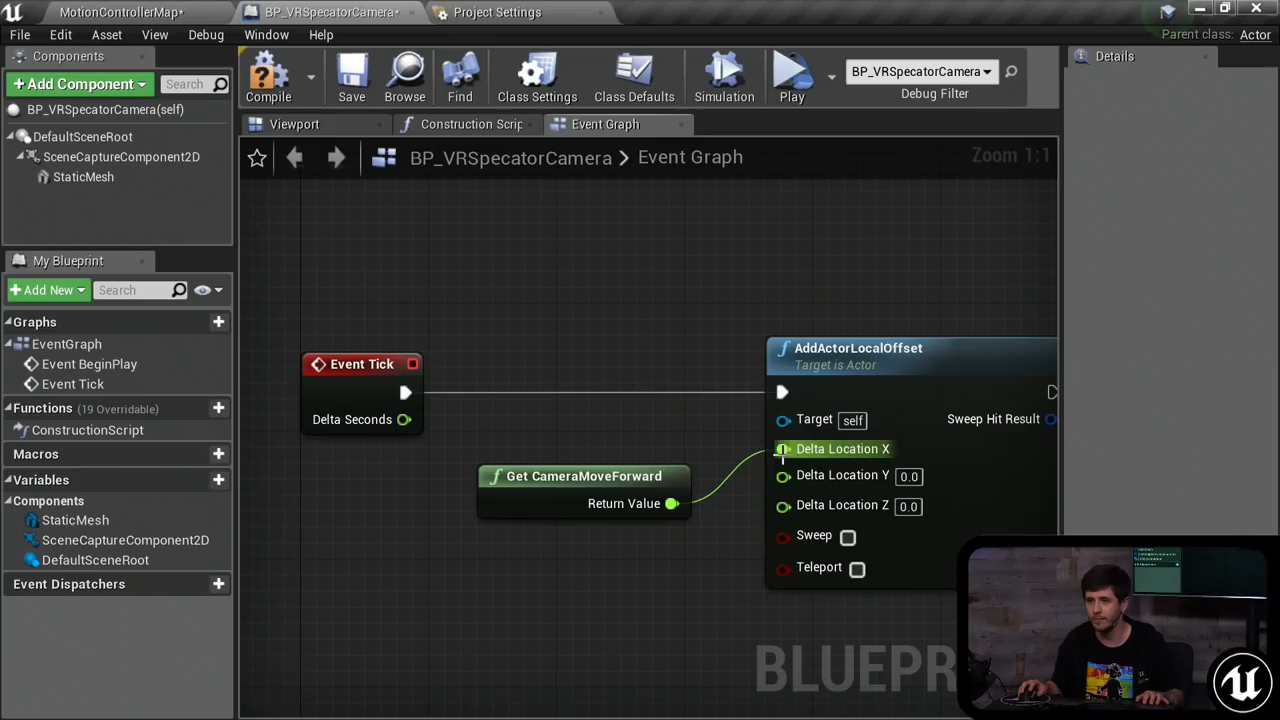 MotionControllerMap*
BP_VRSpecatorCamera*
Project Settings
File Edit Asset View Debug Window Help
Parent class: Actor
Components
+ Add Component
Search
BP_VRSpecatorCamera(self)
DefaultSceneRoot
SceneCaptureComponent2D
StaticMesh
My Blueprint
+ Add New
Search
Graphs
EventGraph
Event BeginPlay
Event Tick
Functions (19 Overridable)
ConstructionScript
Macros
Variables
Components
StaticMesh
SceneCaptureComponent2D
DefaultSceneRoot
Event Dispatchers
Compile Save Browse Find Class Settings Class Defaults Simulation Play
BP_VRSpecatorCamera
Debug Filter
Viewport
Construction Scrip
Event Graph
BP_VRSpecatorCamera > Event Graph
Zoom 1:1
Event Tick
Delta Seconds
Get CameraMoveForward
Return Value
AddActorLocalOffset
Target is Actor
Target self
Sweep Hit Result
Delta Location X
Delta Location Y 0.0
Delta Location Z 0.0
Sweep
Teleport
BLUEPR
Details